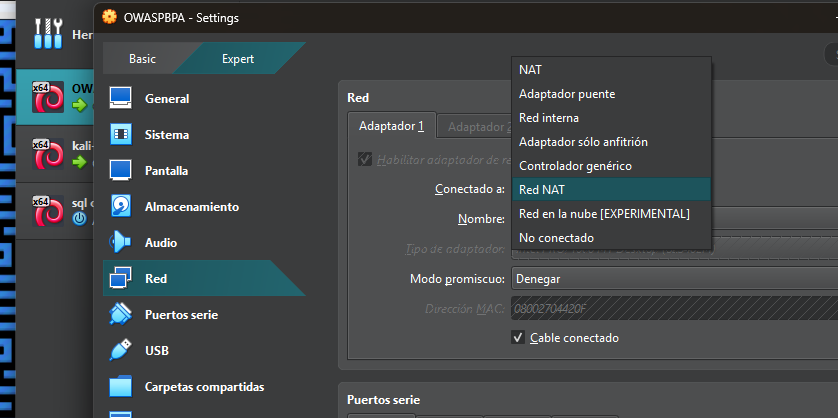 OWASPBPA - Settings
Basic
Expert
Her
x64
OW
x64
kali-
x64
sql
General
Sistema
Pantalla
Almacenamiento
Audio
Red
Puertos serie
USB
Carpetas compartidas
Red
Adaptador 1
Adaptador 2
Habilitar adaptador de re
Conectado a:
NAT
Adaptador puente
Red interna
Adaptador sólo anfitrión
Controlador genérico
Red NAT
Red en la nube [EXPERIMENTAL]
No conectado
Nombre:
Tipo de adaptador:
Modo promiscuo:
Denegar
Dirección MAC:
08002704420F
Cable conectado
Puertos serie